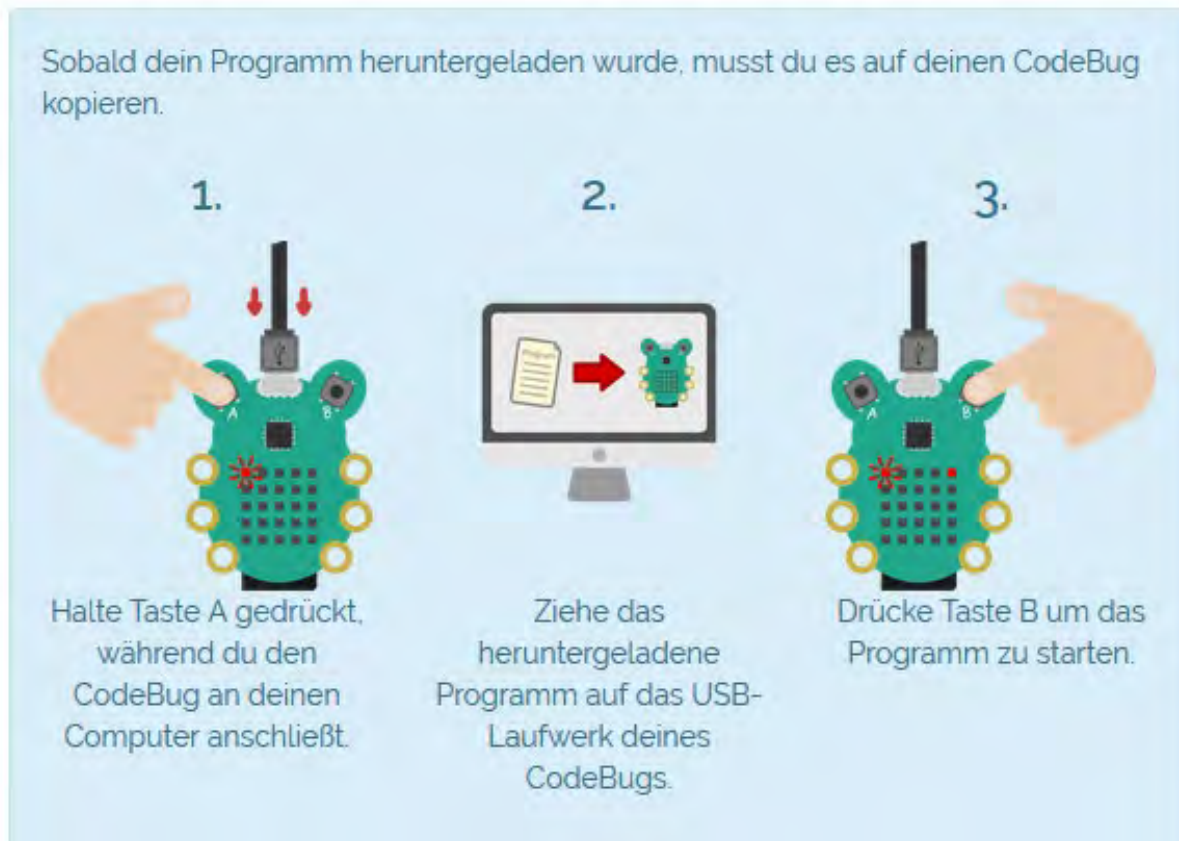 Sobald dein Programm heruntergeladen wurde, musst du es auf deinen CodeBug
kopieren.
1.
2.
3.
A
B
Program
A
B
Halte Taste A gedrückt,
während du den
CodeBug an deinen
Computer anschließt.
Ziehe das
heruntergeladene
Programm auf das USB-
Laufwerk deines
CodeBugs.
Drücke Taste B um das
Programm zu starten.